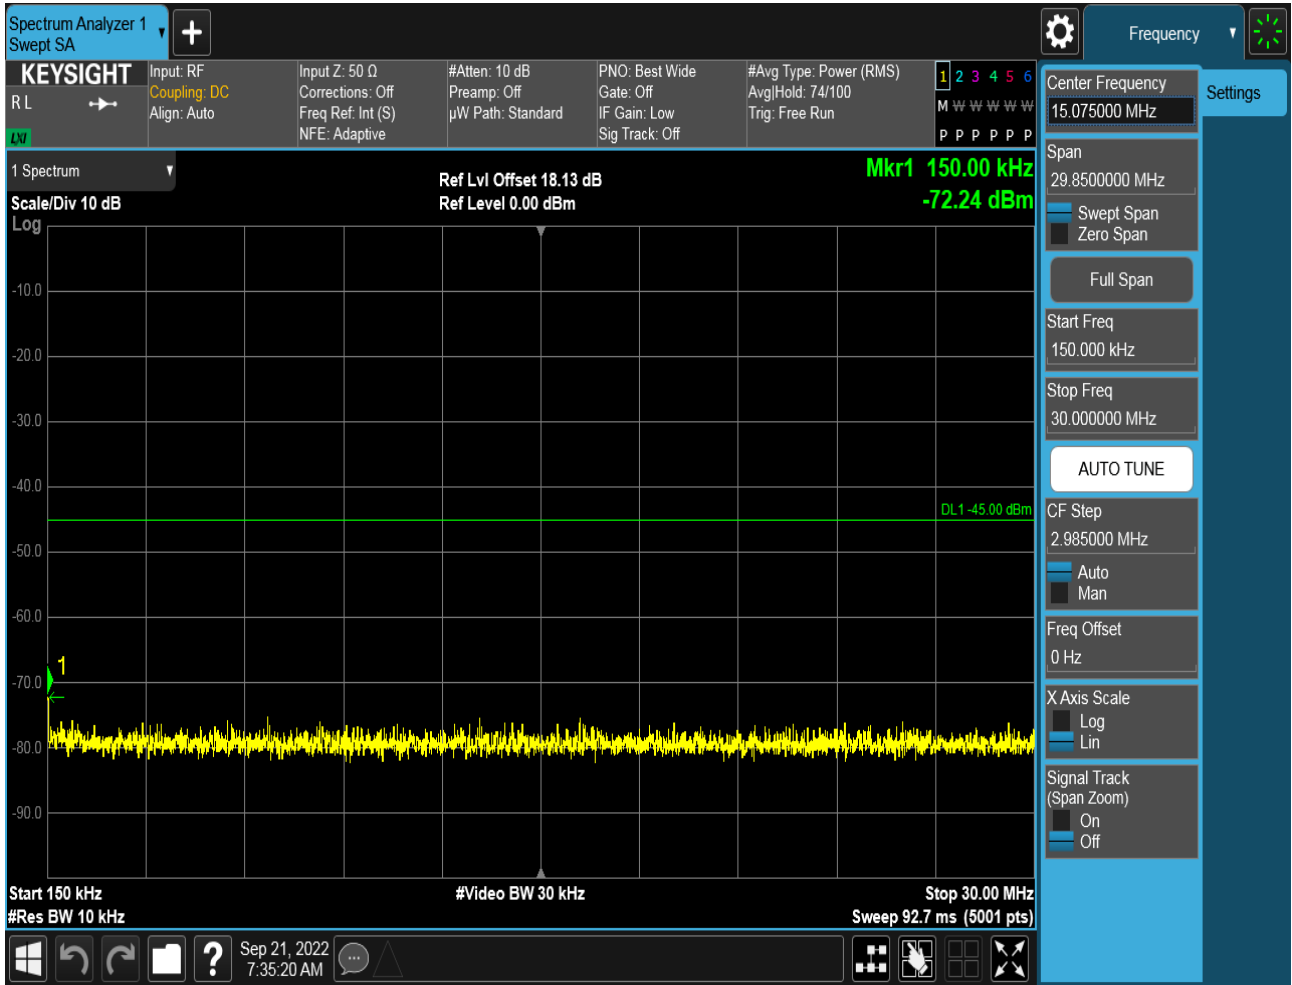 Spectrum Analyzer 1
Swept SA
Frequency
KEYSIGHT
R L
LXI
Input: RF
Coupling: DC
Align: Auto
Input Z: 50 Ω
Corrections: Off
Freq Ref: Int (S)
NFE: Adaptive
#Atten: 10 dB
Preamp: Off
µW Path: Standard
PNO: Best Wide
Gate: Off
IF Gain: Low
Sig Track: Off
#Avg Type: Power (RMS)
Avg|Hold: 74/100
Trig: Free Run
1 2 3 4 5 6
M W W W W W
P P P P P P
1 Spectrum
Scale/Div 10 dB
Log
Ref Lvl Offset 18.13 dB
Ref Level 0.00 dBm
Mkr1 150.00 kHz
-72.24 dBm
-10.0
-20.0
-30.0
-40.0
DL1 -45.00 dBm
-50.0
-60.0
1
-70.0
-80.0
-90.0
Start 150 kHz
#Res BW 10 kHz
#Video BW 30 kHz
Stop 30.00 MHz
Sweep 92.7 ms (5001 pts)
Sep 21, 2022
7:35:20 AM
Center Frequency
15.075000 MHz
Settings
Span
29.8500000 MHz
Swept Span
Zero Span
Full Span
Start Freq
150.000 kHz
Stop Freq
30.000000 MHz
AUTO TUNE
CF Step
2.985000 MHz
Auto
Man
Freq Offset
0 Hz
X Axis Scale
Log
Lin
Signal Track
(Span Zoom)
On
Off